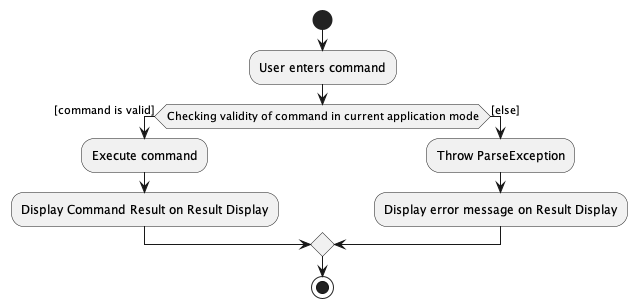 User enters command
[command is valid]
Checking validity of command in current application mode
[else]
Execute command
Throw ParseException
Display Command Result on Result Display
Display error message on Result Display